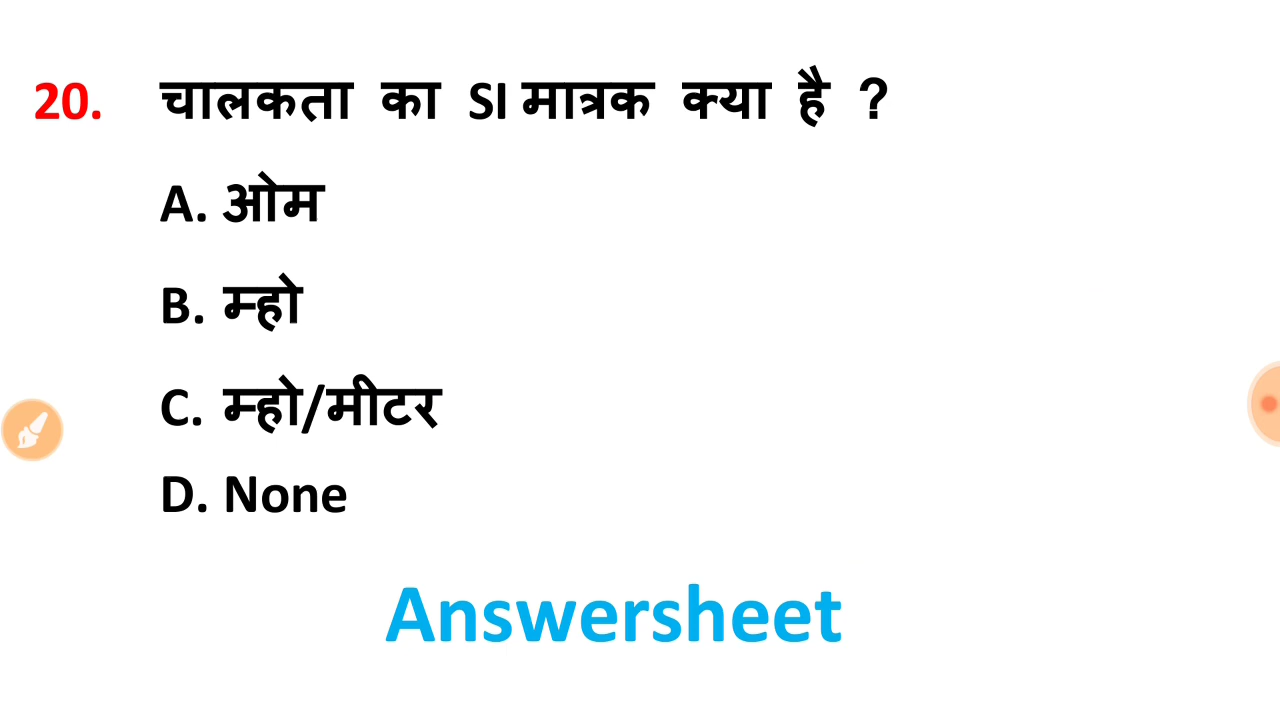 20. चालकता का SI मात्रक क्या है ?
A. ओम
B. म्हो
C. म्हो/मीटर
D. None
Answersheet